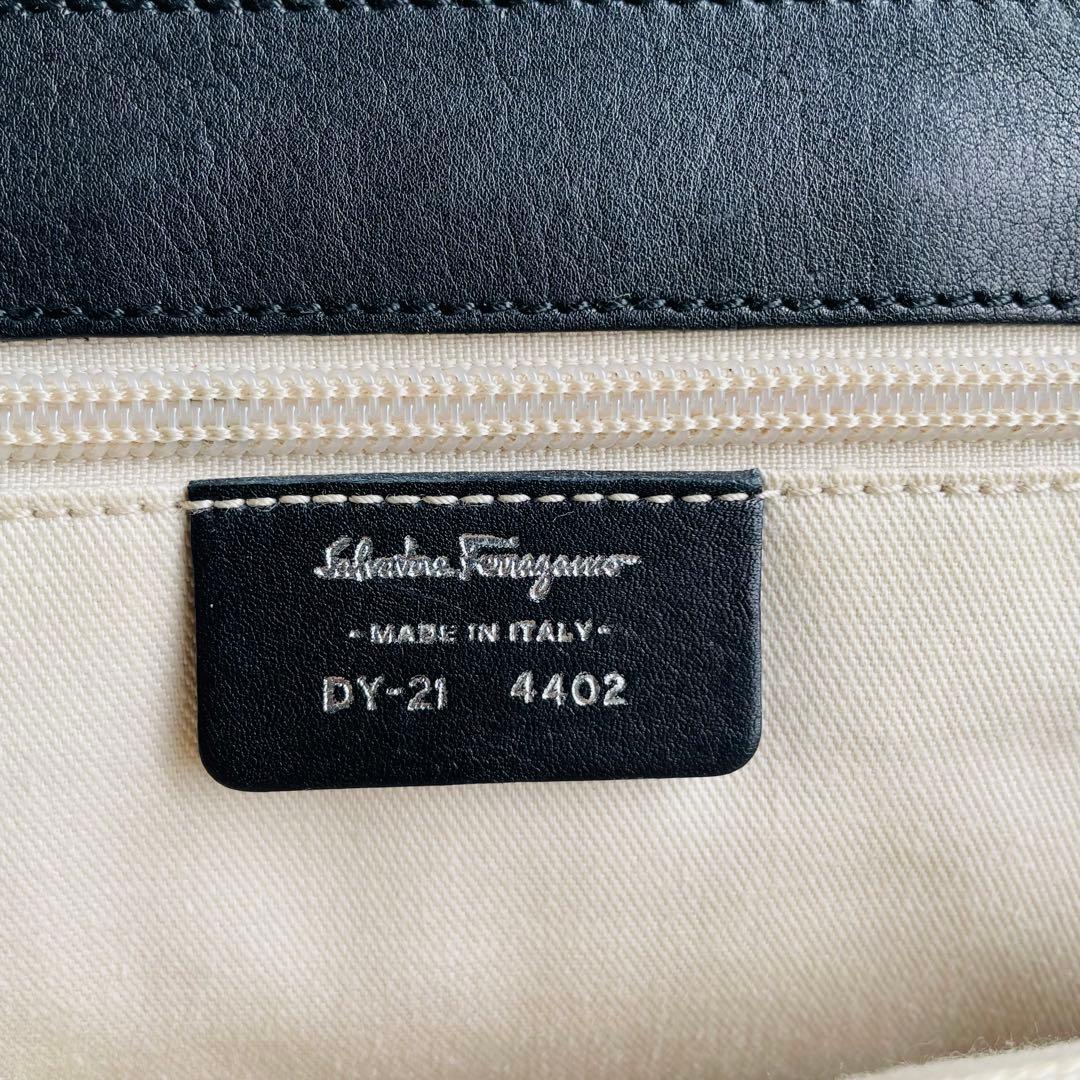 Salvatore Ferragamo
- MADE IN ITALY -
DY-21 4402